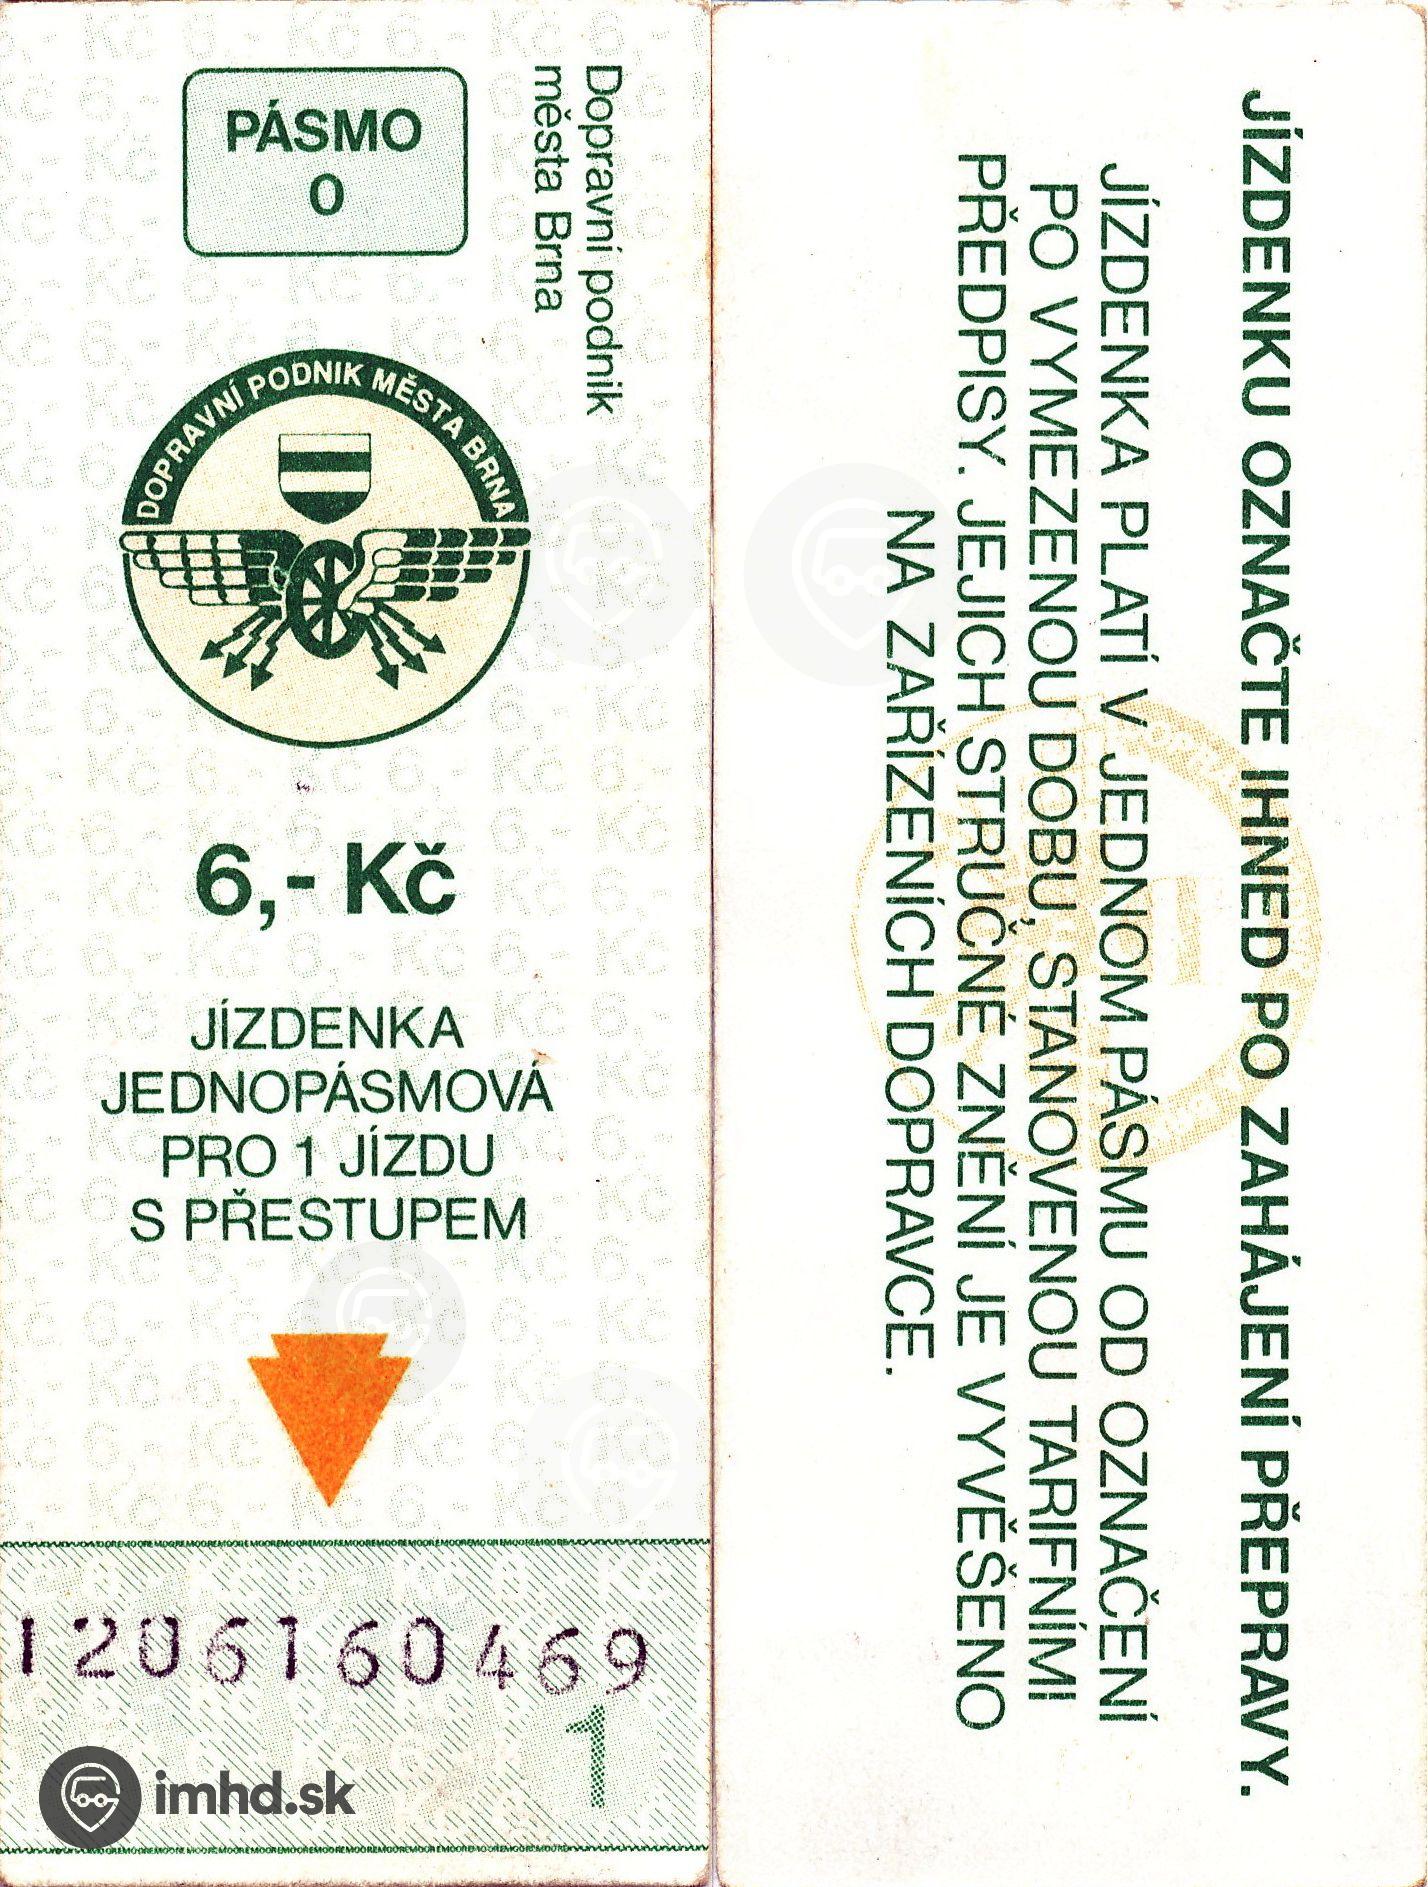 PÁSMO
0
Dopravní podnik
města Brna
DOPRAVNÍ PODNIK MĚSTA BRNA
6,- Kč
JÍZDENKA
JEDNOPÁSMOVÁ
PRO 1 JÍZDU
S PŘESTUPEM
1206160469
1
imhd.sk
JÍZDENKU OZNAČTE IHNED PO ZAHÁJENÍ PŘEPRAVY.
JÍZDENKA PLATÍ V JEDNOM PÁSMU OD OZNAČENÍ
PO VYMEZENOU DOBU, STANOVENOU TARIFNÍMI
PŘEDPISY. JEJICH STRUČNÉ ZNĚNÍ JE VYVĚŠENO
NA ZAŘÍZENÍCH DOPRAVCE.